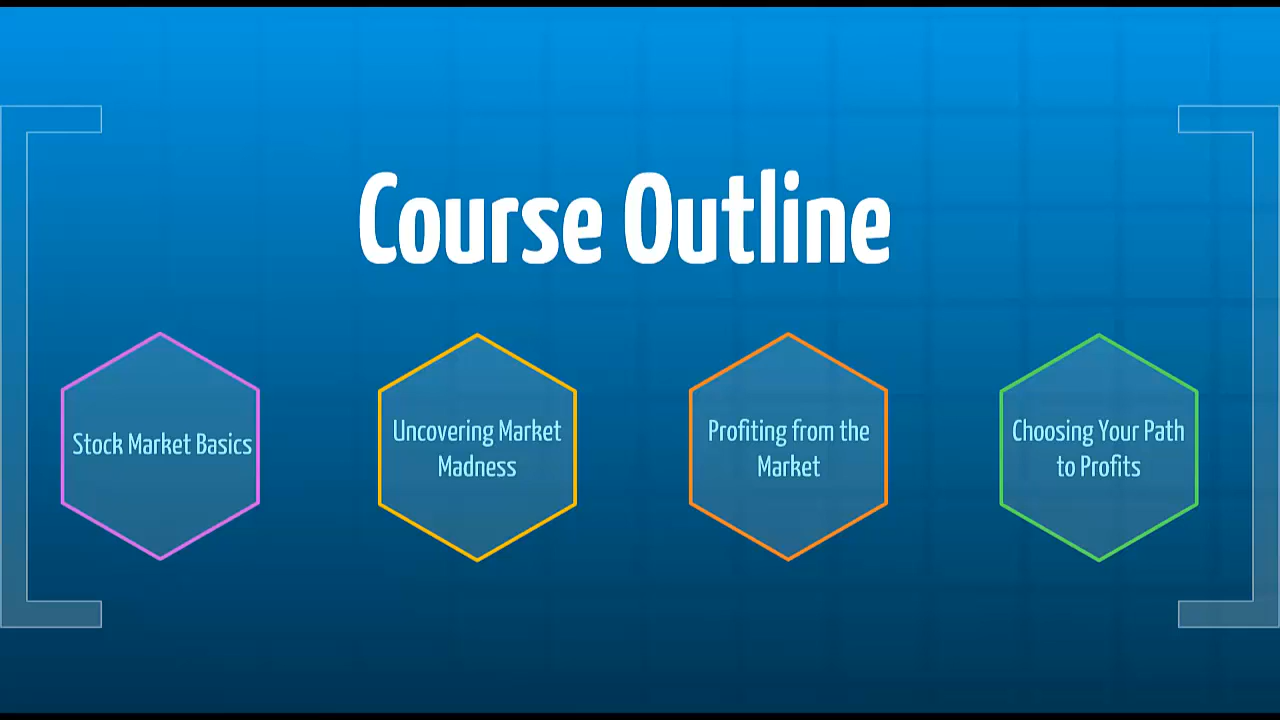 Course Outline
Stock Market Basics
Uncovering Market
Madness
Profiting from the
Market
Choosing Your Path
to Profits